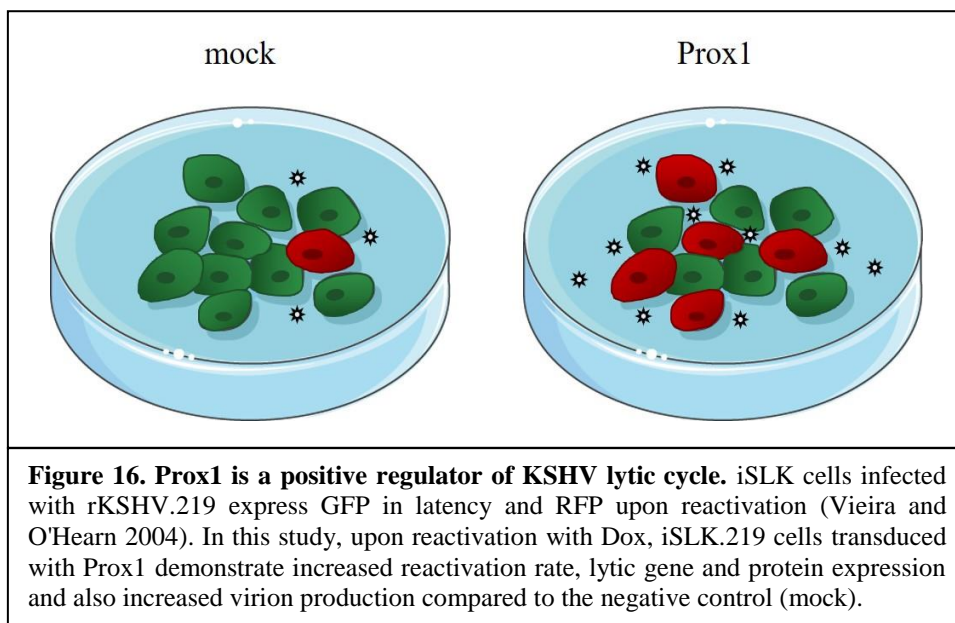 mock
Prox1
Figure 16. Prox1 is a positive regulator of KSHV lytic cycle. iSLK cells infected
with rKSHV.219 express GFP in latency and RFP upon reactivation (Vieira and
O'Hearn 2004). In this study, upon reactivation with Dox, iSLK.219 cells transduced
with Prox1 demonstrate increased reactivation rate, lytic gene and protein expression
and also increased virion production compared to the negative control (mock).